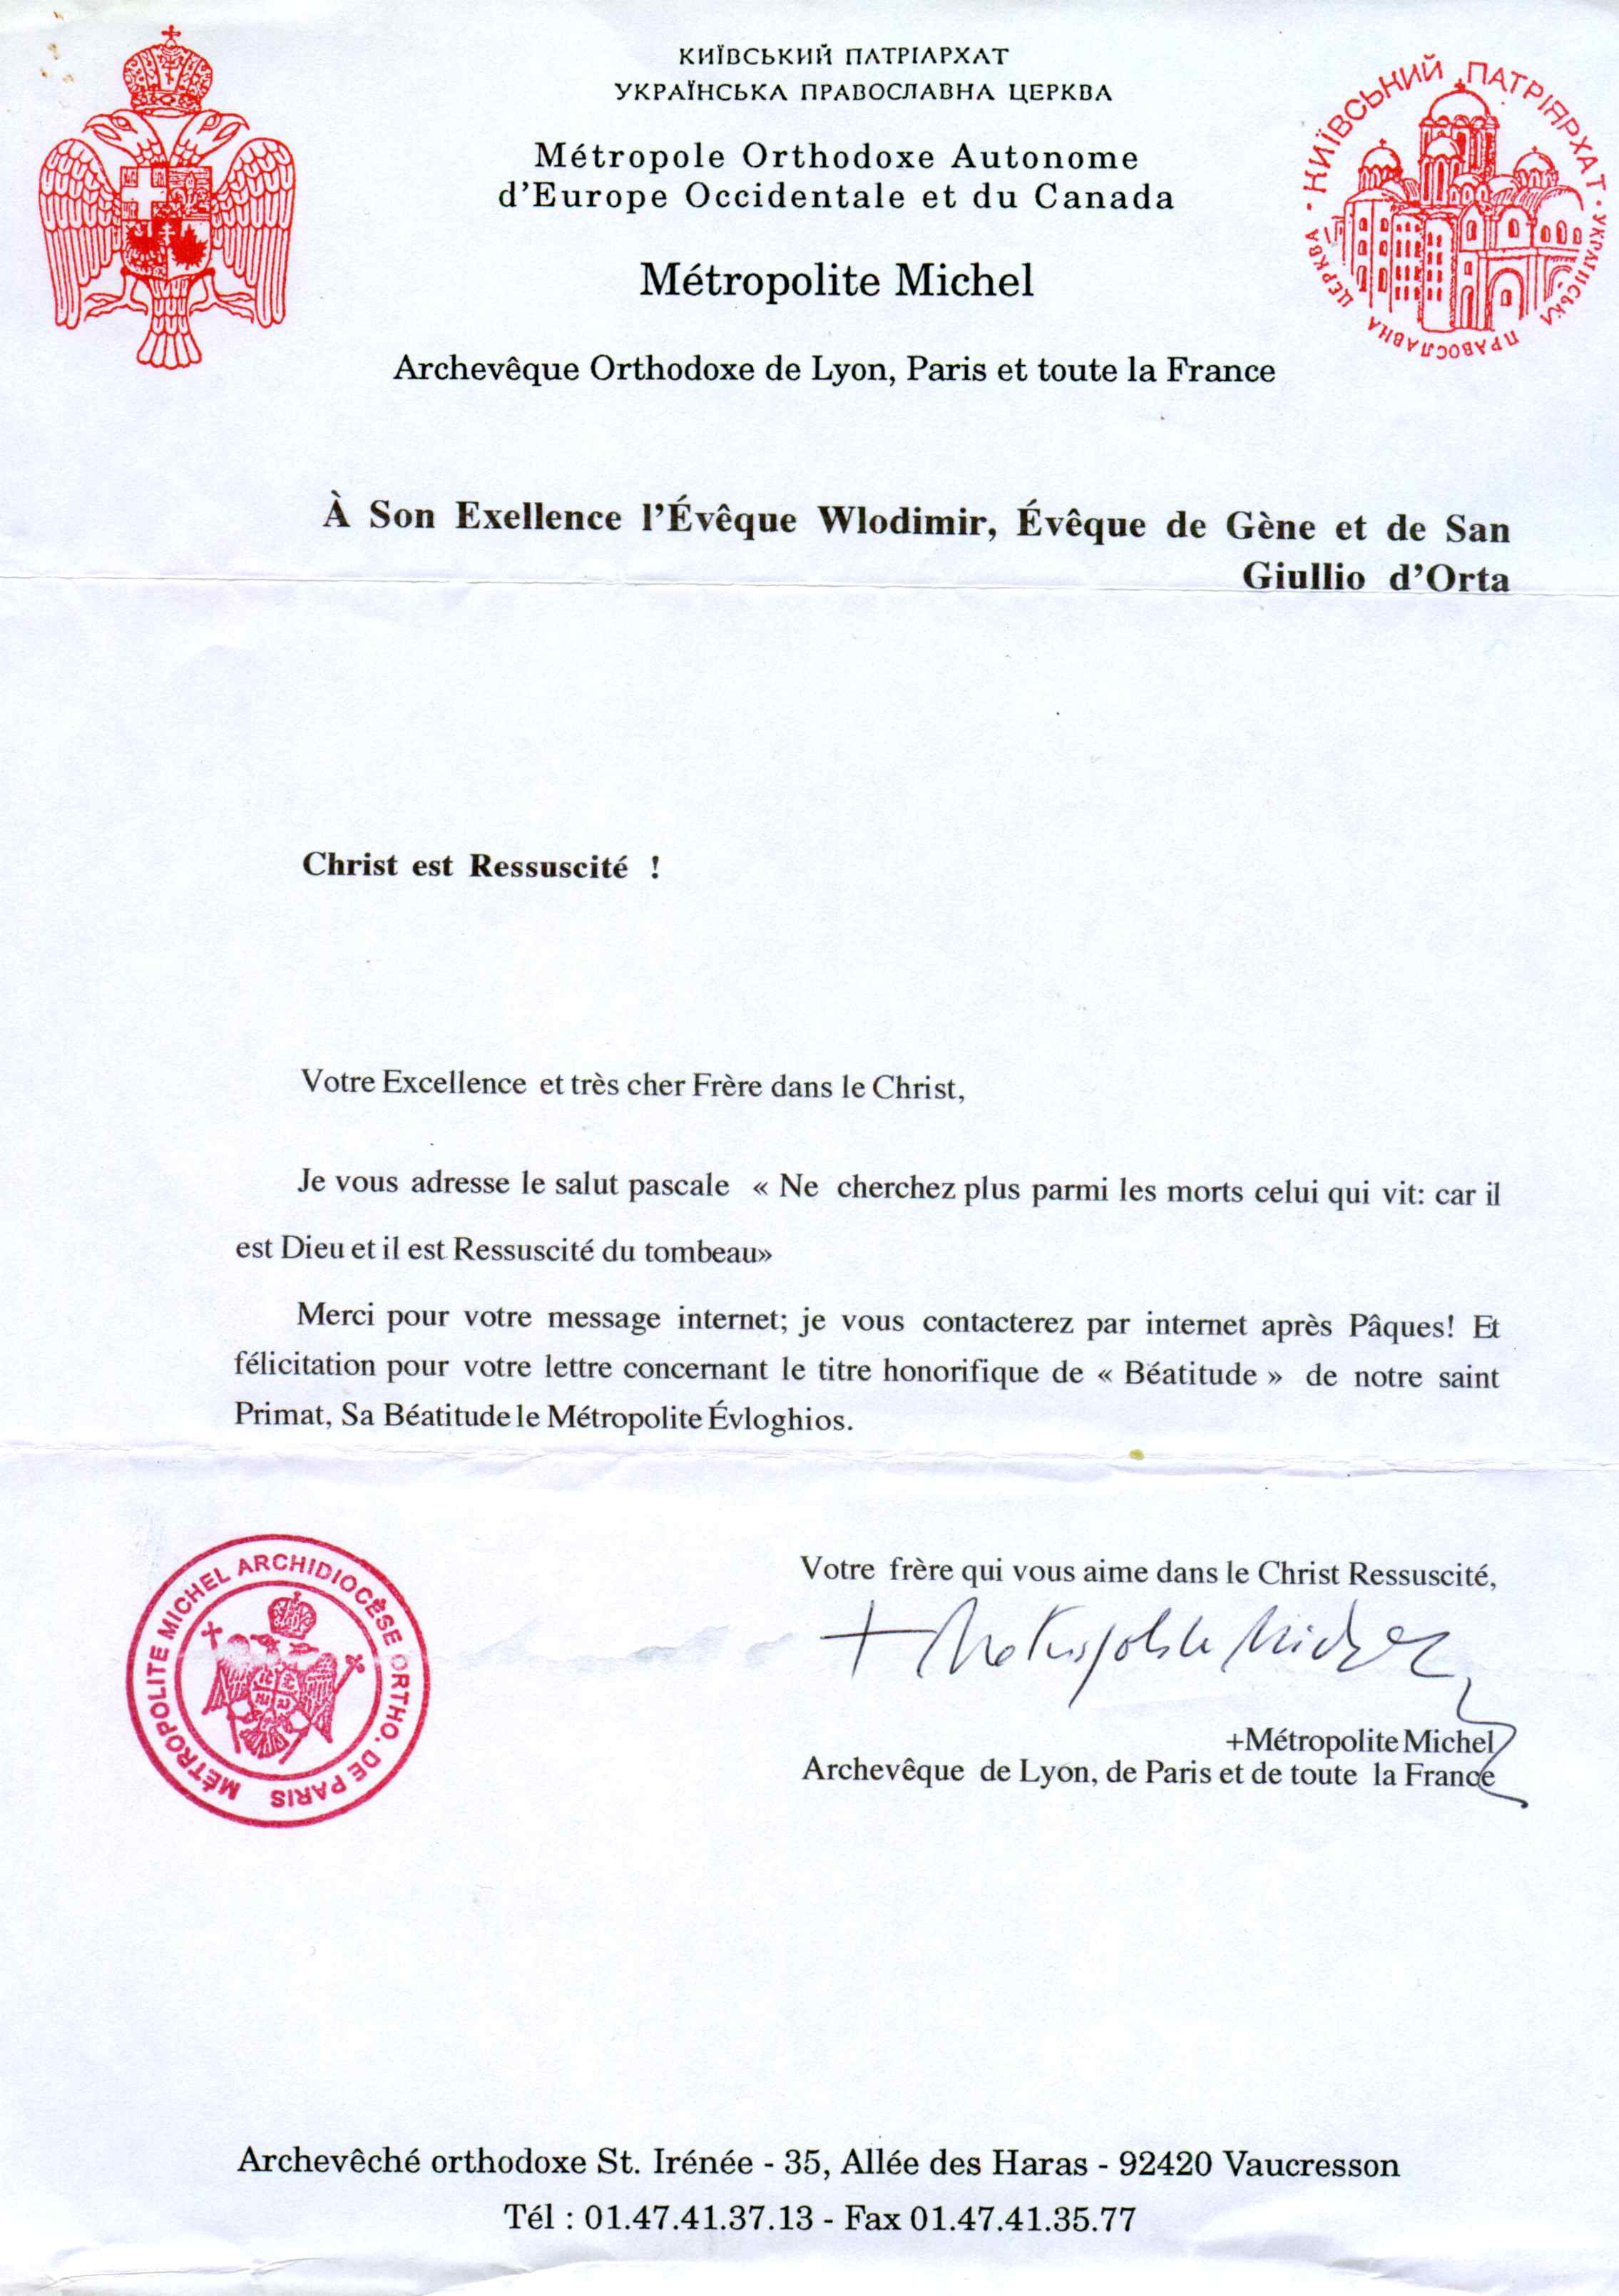 КИЇВСЬКИЙ ПАТРІАРХАТ
УКРАЇНСЬКА ПРАВОСЛАВНА ЦЕРКВА
Métropole Orthodoxe Autonome
d'Europe Occidentale et du Canada
Métropolite Michel
Archevêque Orthodoxe de Lyon, Paris et toute la France
· КИЇВСЬКИЙ ПАТРІЯРХАТ · УКРАЇНСЬКА ПРАВОСЛАВНА ЦЕРКВА
À Son Exellence l'Évêque Wlodimir, Évêque de Gène et de San
Giullio d'Orta
Christ est Ressuscité !
Votre Excellence et très cher Frère dans le Christ,
Je vous adresse le salut pascale « Ne cherchez plus parmi les morts celui qui vit: car il
est Dieu et il est Ressuscité du tombeau»
Merci pour votre message internet; je vous contacterez par internet après Pâques! Et
félicitation pour votre lettre concernant le titre honorifique de « Béatitude » de notre saint
Primat, Sa Béatitude le Métropolite Évloghios.
Votre frère qui vous aime dans le Christ Ressuscité,
+ Métropolite Michel
+Métropolite Michel
Archevêque de Lyon, de Paris et de toute la France
MÉTROPOLITE MICHEL ARCHIDIOCÈSE ORTHO. DE PARIS
Archevêché orthodoxe St. Irénée - 35, Allée des Haras - 92420 Vaucresson
Tél : 01.47.41.37.13 - Fax 01.47.41.35.77